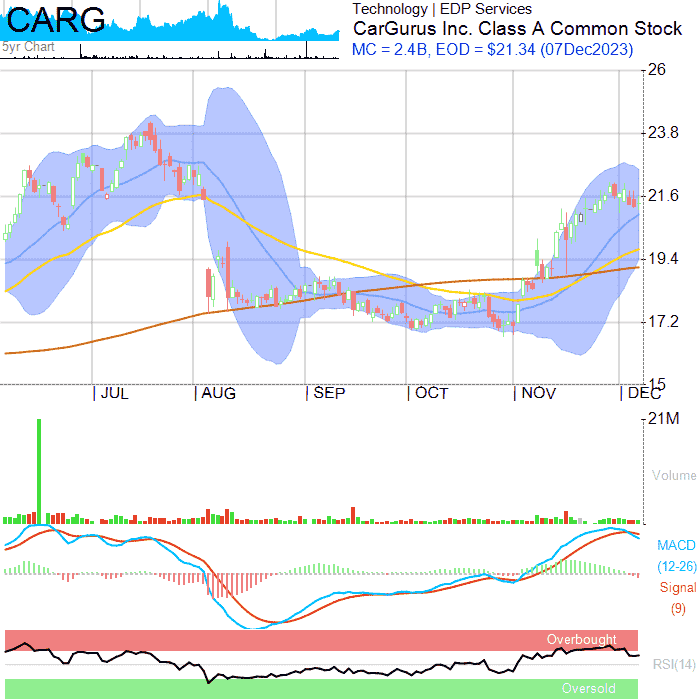 CARG
5yr Chart
Technology | EDP Services
CarGurus Inc. Class A Common Stock
MC = 2.4B, EOD = $21.34 (07Dec2023)
26
23.8
21.6
19.4
17.2
15
JUL AUG SEP OCT NOV DEC
21M
Volume
MACD
(12-26)
Signal
(9)
Overbought
RSI(14)
Oversold